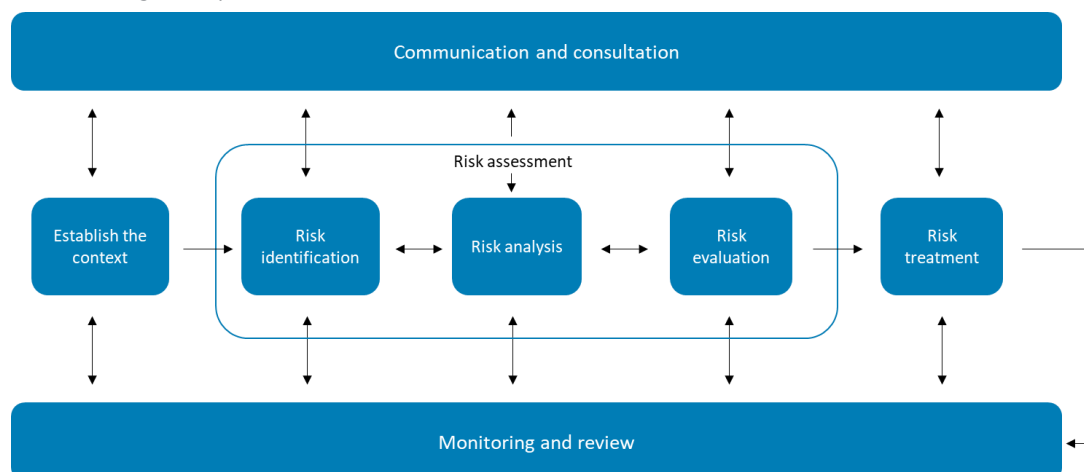 Communication and consultation
Risk assessment
Establish the
context
Risk
identification
Risk analysis
Risk
evaluation
Risk
treatment
Monitoring and review